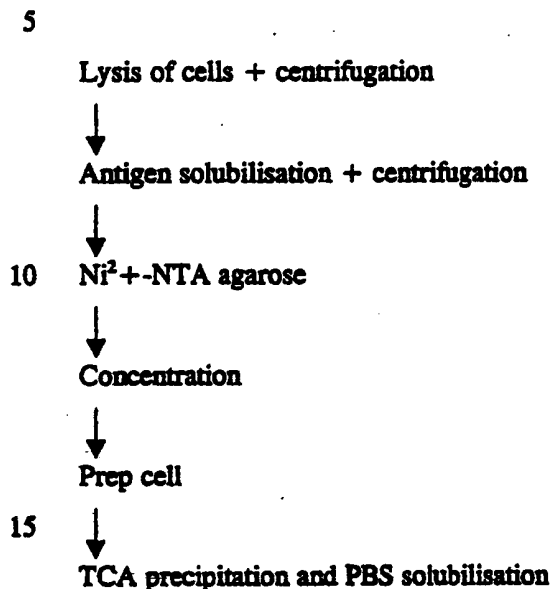 5
Lysis of cells + centrifugation
Antigen solubilisation + centrifugation
10 Ni²+-NTA agarose
Concentration
Prep cell
15
TCA precipitation and PBS solubilisation